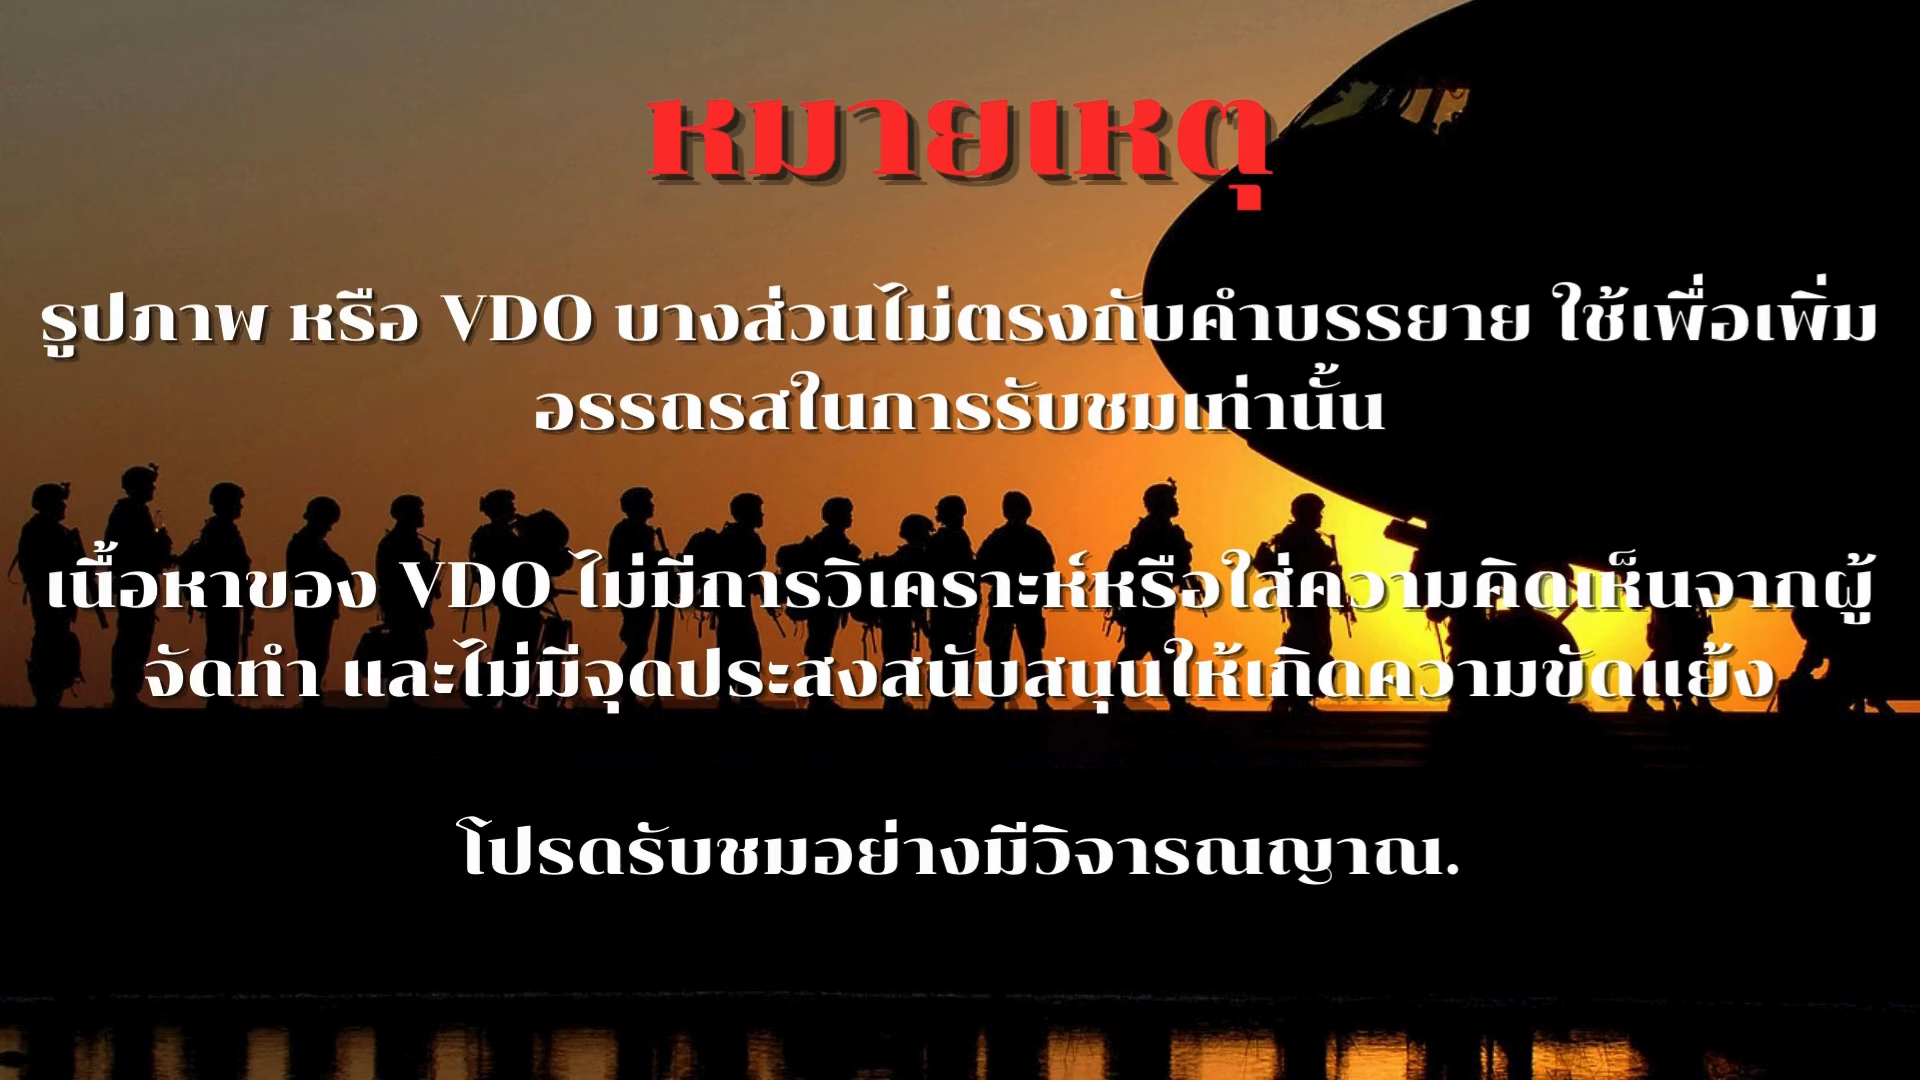 หมายเหตุ
รูปภาพ หรือ VDO บางส่วนไม่ตรงกับคำบรรยาย ใช้เพื่อเพิ่ม
อรรถรสในการรับชมเท่านั้น
เนื้อหาของ VDO ไม่มีการวิเคราะห์หรือใส่ความคิดเห็นจากผู้
จัดทำ และไม่มีจุดประสงสนับสนุนให้เกิดความขัดแย้ง
โปรดรับชมอย่างมีวิจารณญาณ.